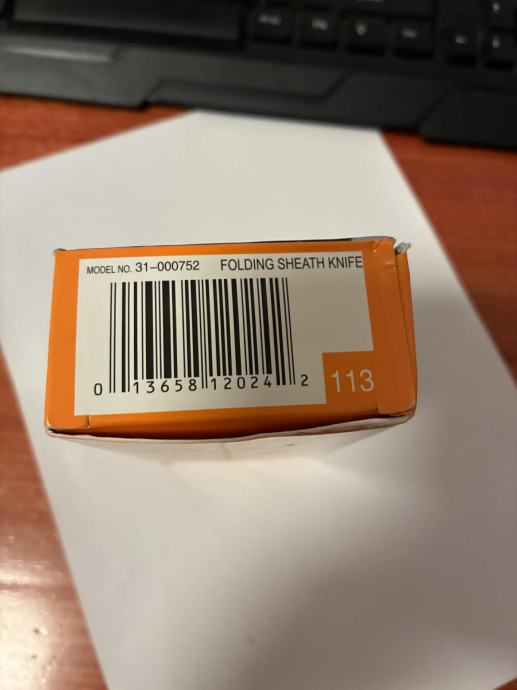 MODEL NO. 31-000752 FOLDING SHEATH KNIFE
0 13658 12024 2
113